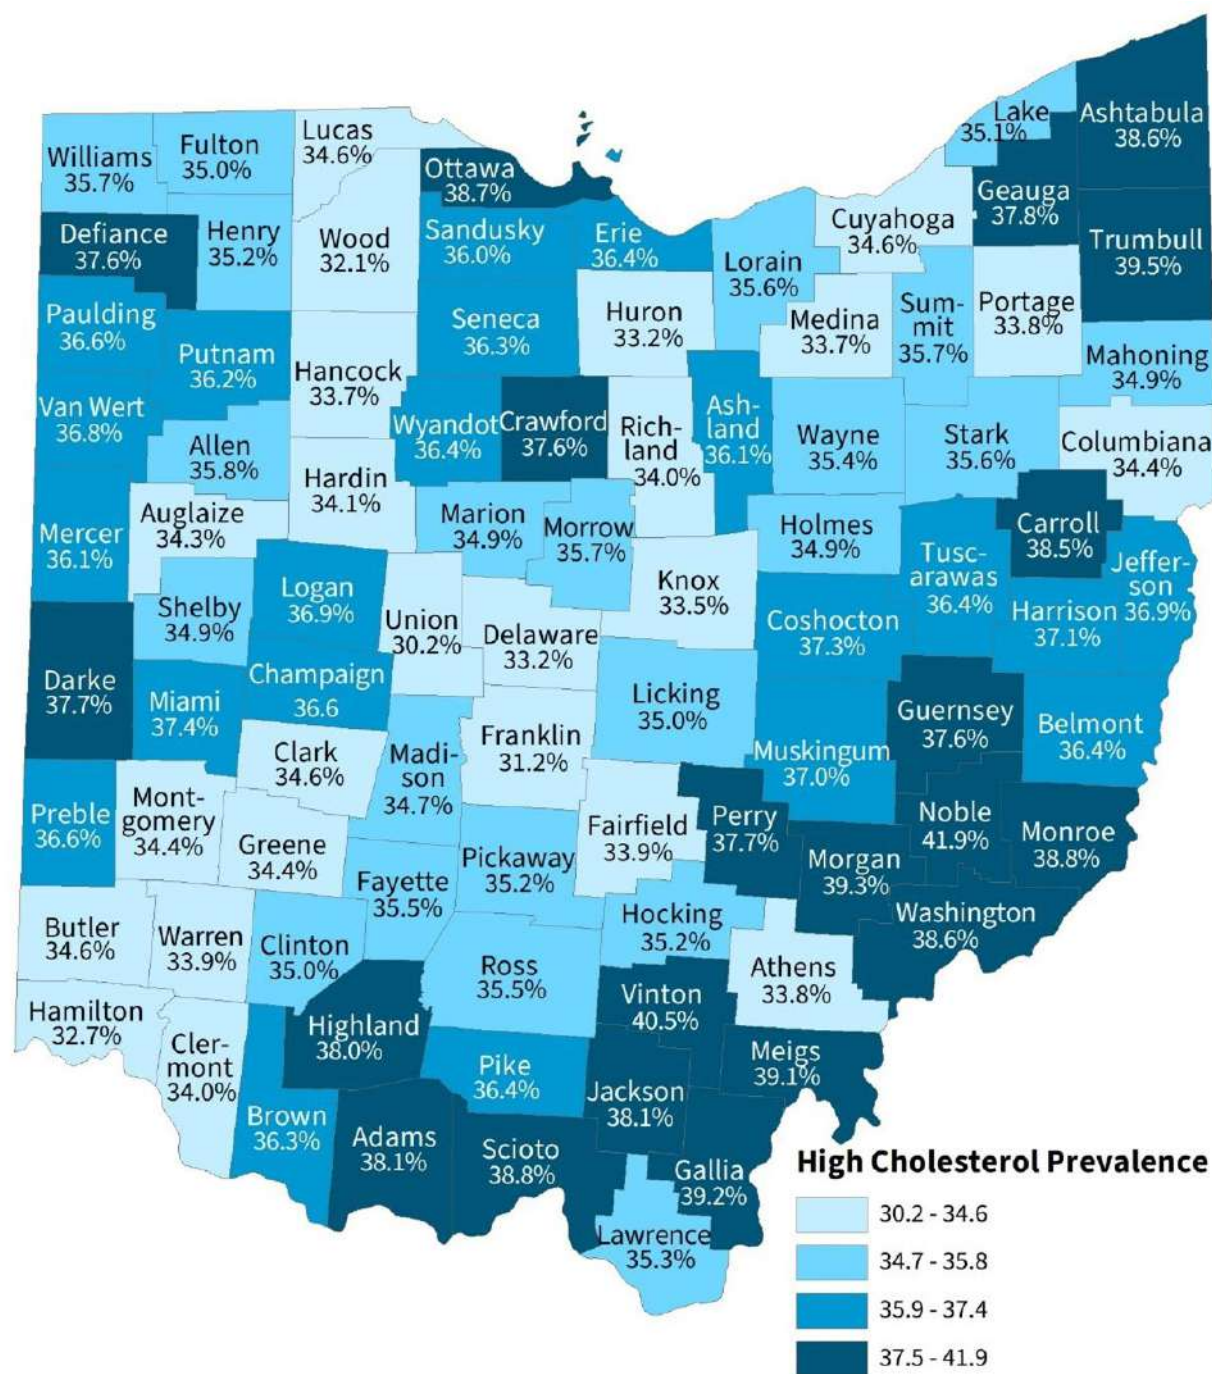 Lake
35.1%
Ashtabula
38.6%
Lucas
34.6%
Fulton
35.0%
Williams
35.7%
Ottawa
38.7%
Geauga
37.8%
Cuyahoga
34.6%
Defiance
37.6%
Henry
35.2%
Wood
32.1%
Sandusky
36.0%
Erie
36.4%
Lorain
35.6%
Trumbull
39.5%
Paulding
36.6%
Putnam
36.2%
Hancock
33.7%
Seneca
36.3%
Huron
33.2%
Medina
33.7%
Sum-
mit
35.7%
Portage
33.8%
Mahoning
34.9%
Van Wert
36.8%
Allen
35.8%
Hardin
34.1%
Wyandot
36.4%
Crawford
37.6%
Rich-
land
34.0%
Ash-
land
36.1%
Wayne
35.4%
Stark
35.6%
Columbiana
34.4%
Mercer
36.1%
Auglaize
34.3%
Marion
34.9%
Morrow
35.7%
Holmes
34.9%
Carroll
38.5%
Tusc-
arawas
36.4%
Jeffer-
son
36.9%
Harrison
37.1%
Logan
36.9%
Shelby
34.9%
Union
30.2%
Delaware
33.2%
Knox
33.5%
Coshocton
37.3%
Darke
37.7%
Miami
37.4%
Champaign
36.6
Licking
35.0%
Guernsey
37.6%
Belmont
36.4%
Clark
34.6%
Madi-
son
34.7%
Franklin
31.2%
Muskingum
37.0%
Preble
36.6%
Mont-
gomery
34.4%
Greene
34.4%
Fairfield
33.9%
Perry
37.7%
Noble
41.9%
Monroe
38.8%
Fayette
35.5%
Pickaway
35.2%
Morgan
39.3%
Washington
38.6%
Butler
34.6%
Warren
33.9%
Clinton
35.0%
Ross
35.5%
Hocking
35.2%
Athens
33.8%
Hamilton
32.7%
Cler-
mont
34.0%
Highland
38.0%
Vinton
40.5%
Meigs
39.1%
Pike
36.4%
Jackson
38.1%
Brown
36.3%
Adams
38.1%
Scioto
38.8%
Gallia
39.2%
Lawrence
35.3%
High Cholesterol Prevalence
30.2 - 34.6
34.7 - 35.8
35.9 - 37.4
37.5 - 41.9